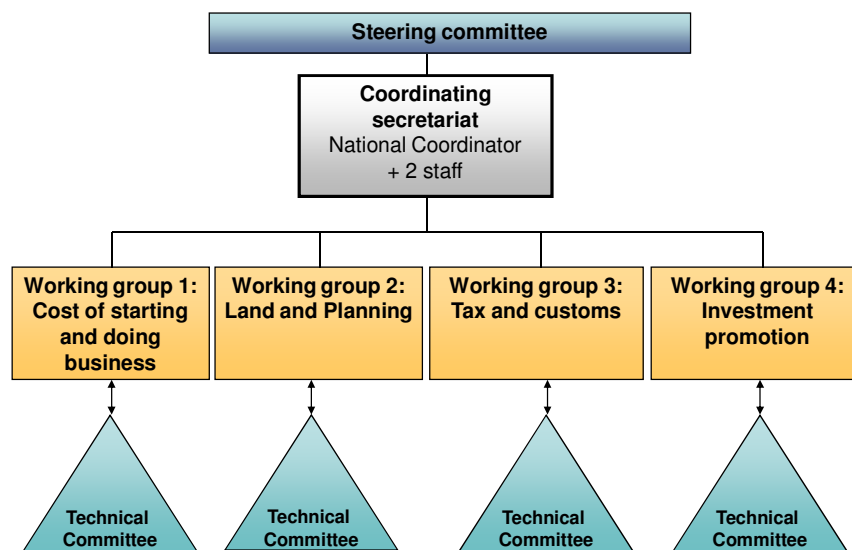 Steering committee
Coordinating
secretariat
National Coordinator
+ 2 staff
Working group 1:
Cost of starting
and doing
business
Working group 2:
Land and Planning
Working group 3:
Tax and customs
Working group 4:
Investment
promotion
Technical
Committee
Technical
Committee
Technical
Committee
Technical
Committee